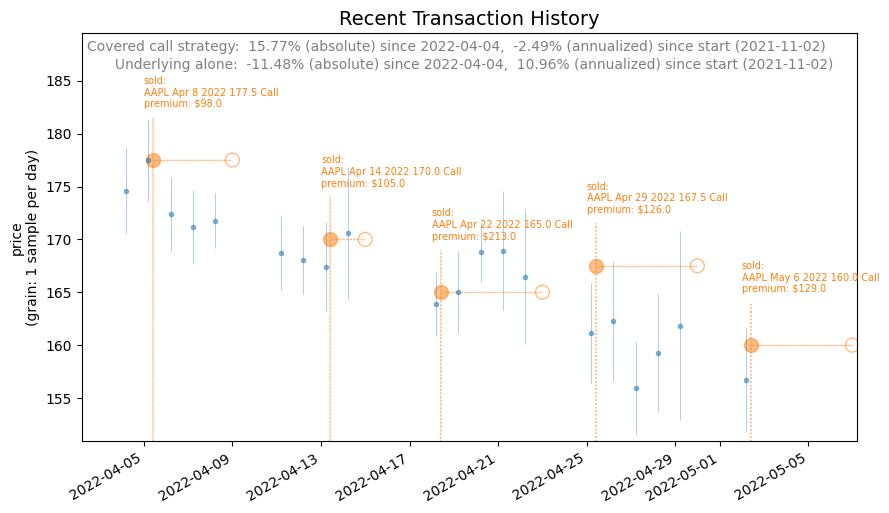 Recent Transaction History
Covered call strategy:  15.77% (absolute) since 2022-04-04,  -2.49% (annualized) since start (2021-11-02)
Underlying alone:  -11.48% (absolute) since 2022-04-04,  10.96% (annualized) since start (2021-11-02)
sold:
AAPL Apr 8 2022 177.5 Call
premium: $98.0
sold:
AAPL Apr 14 2022 170.0 Call
premium: $105.0
sold:
AAPL Apr 22 2022 165.0 Call
premium: $213.0
sold:
AAPL Apr 29 2022 167.5 Call
premium: $126.0
sold:
AAPL May 6 2022 160.0 Call
premium: $129.0
price
(grain: 1 sample per day)
185
180
175
170
165
160
155
2022-04-05
2022-04-09
2022-04-13
2022-04-17
2022-04-21
2022-04-25
2022-04-29
2022-05-01
2022-05-05